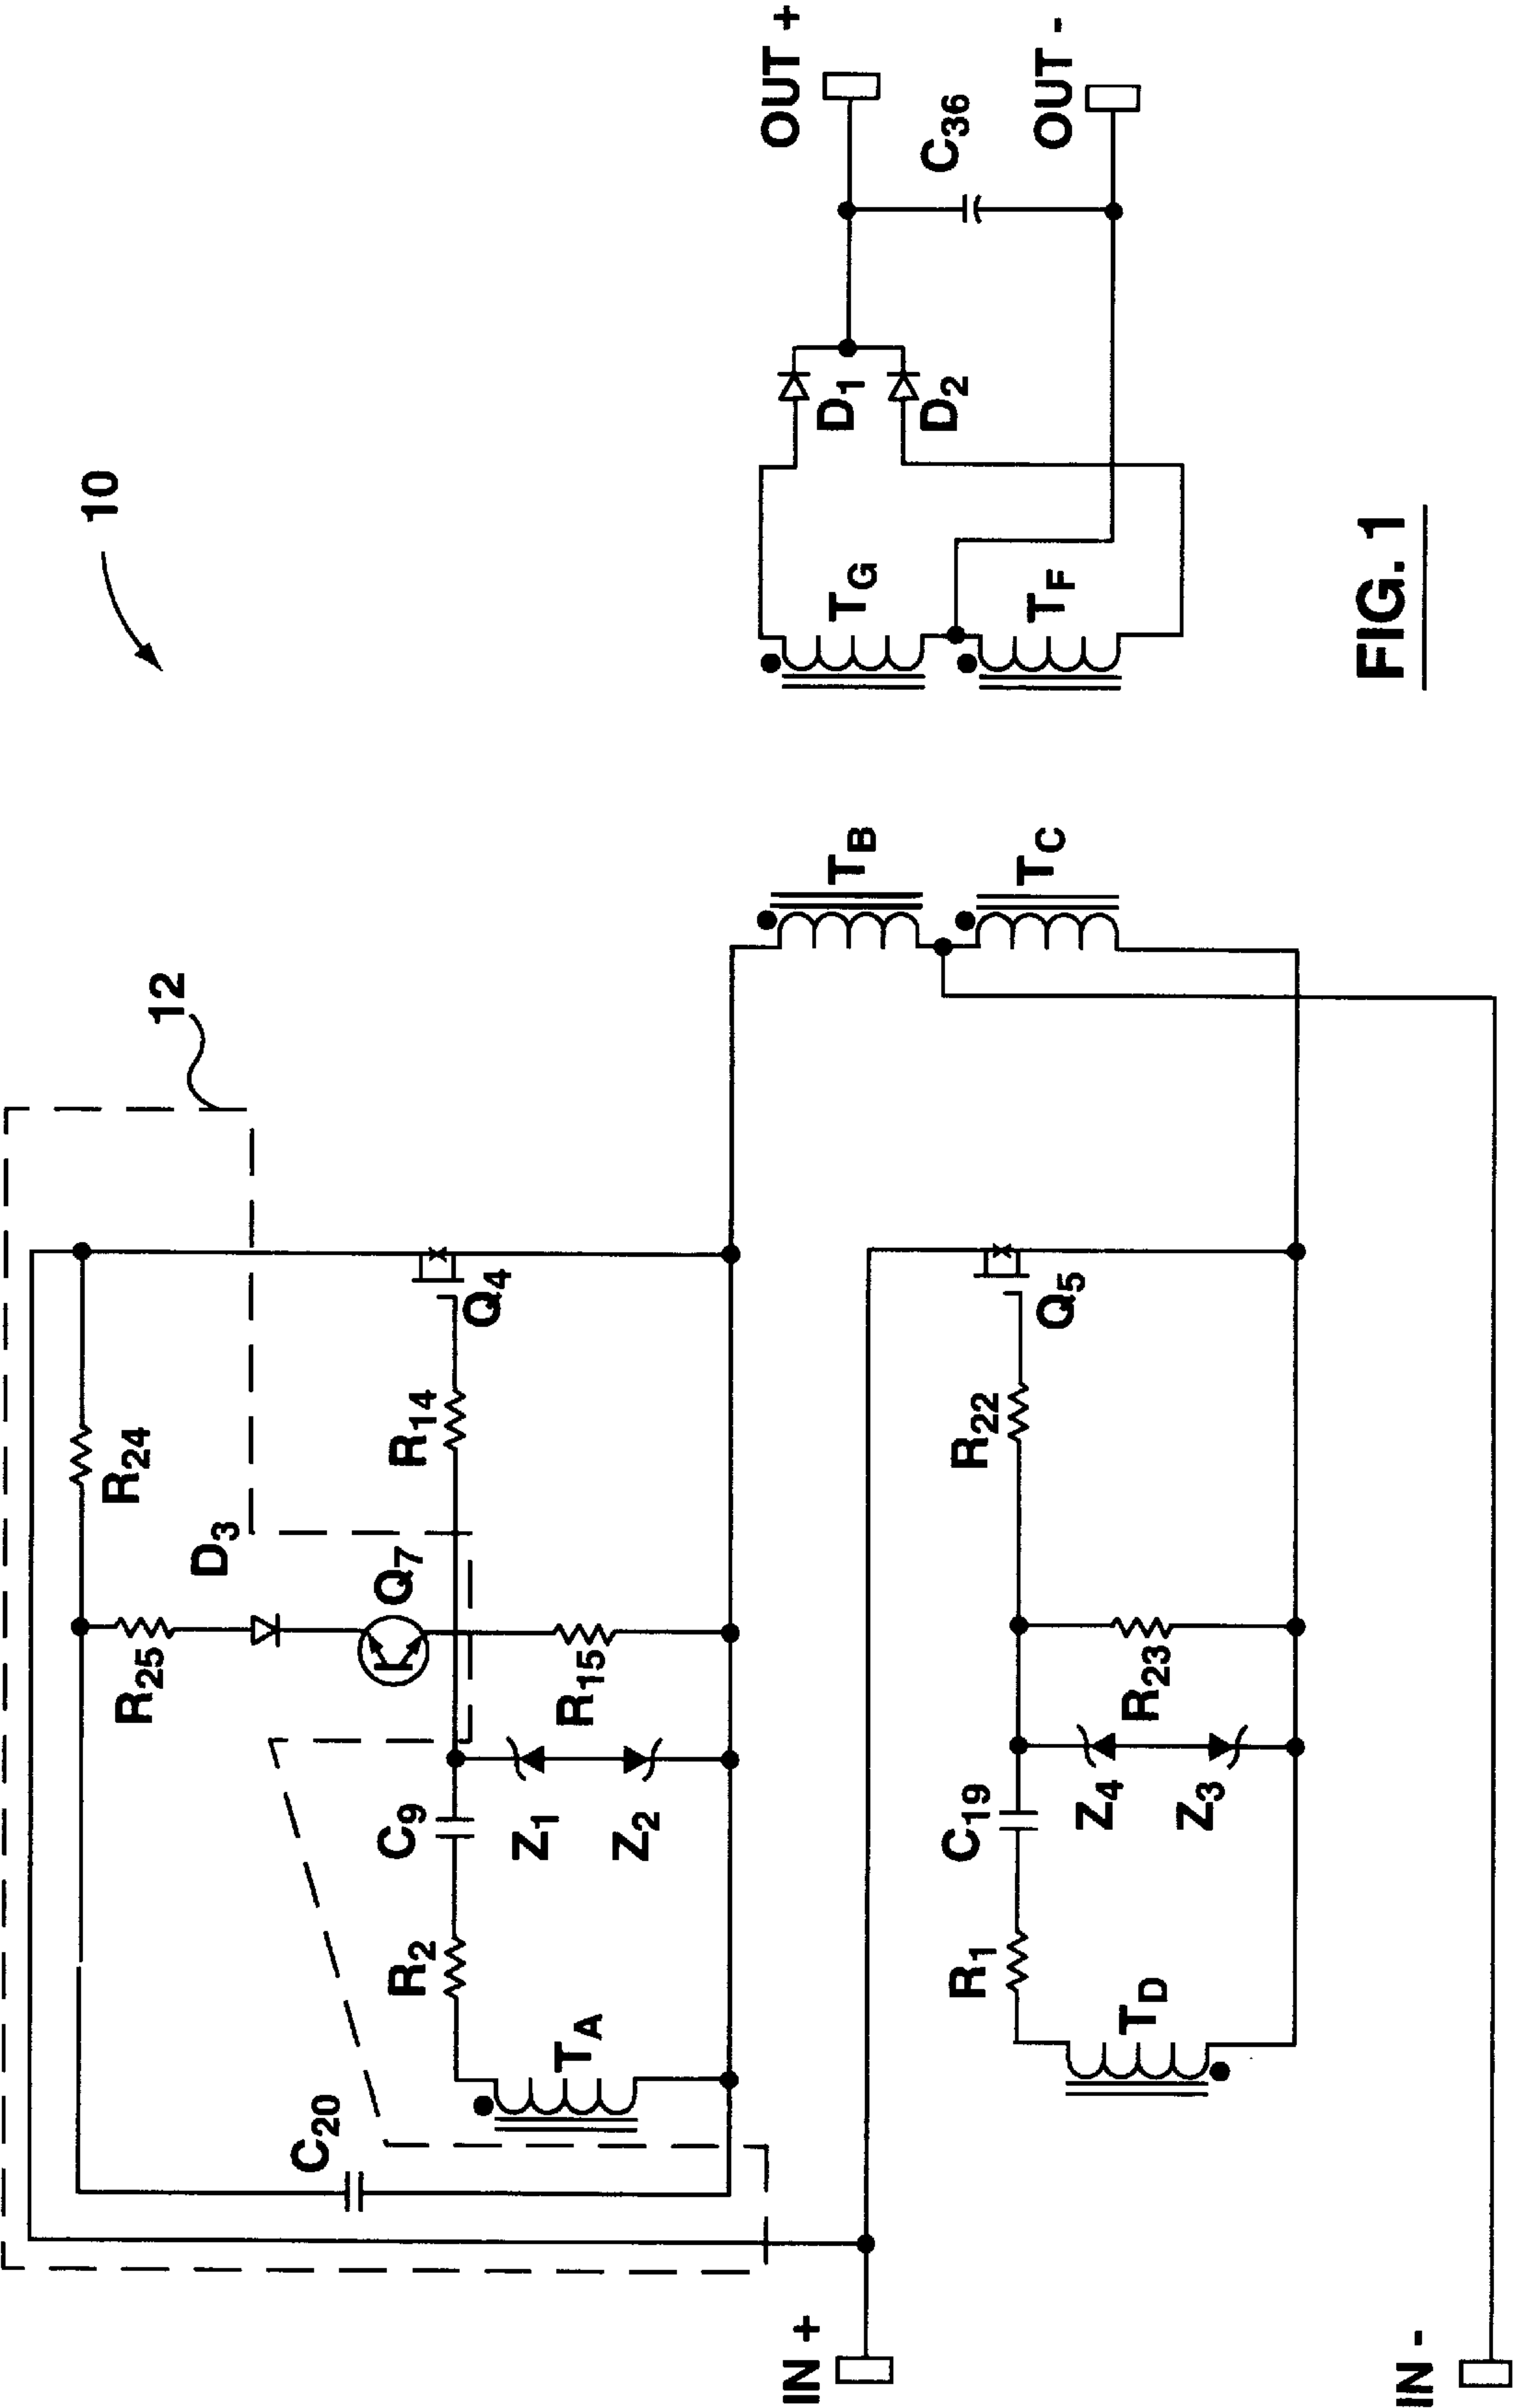 10
12
R24
D3
R25
Q7
C20
R14
Q4
C9
R2
Z1
R15
Z2
TA
TB
TC
TG
TF
D1
D2
OUT +
C36
OUT -
IN +
R22
Q5
C19
R1
Z4
R23
Z3
TD
IN -
FIG. 1